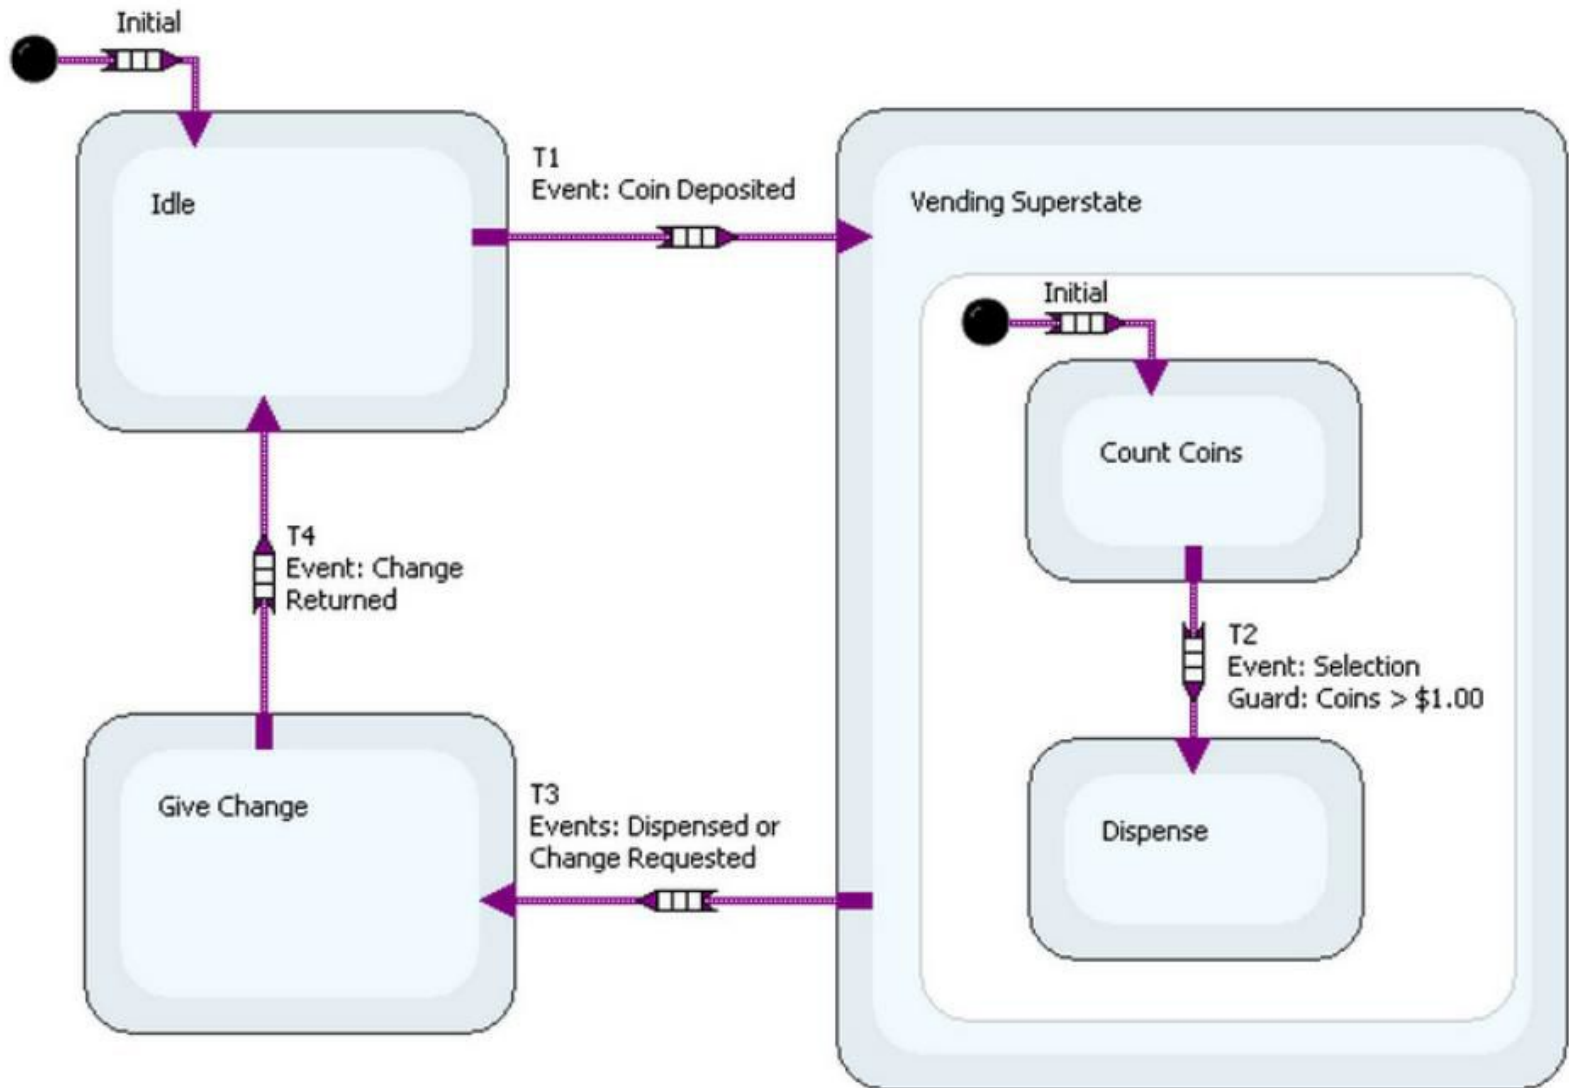 Initial
Idle
T1
Event: Coin Deposited
Vending Superstate
Initial
Count Coins
T2
Event: Selection
Guard: Coins > $1.00
Dispense
T3
Events: Dispensed or
Change Requested
Give Change
T4
Event: Change
Returned